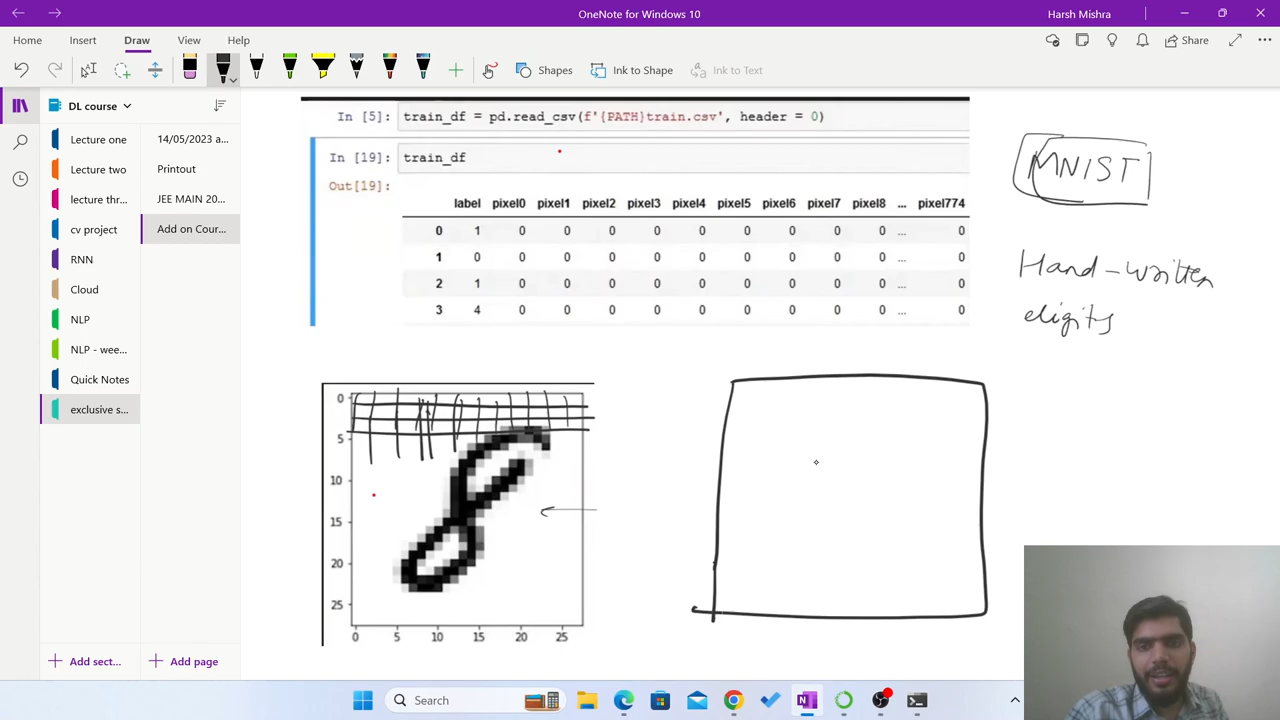 OneNote for Windows 10
Harsh Mishra
Home Insert Draw View Help
Share
Shapes
Ink to Shape
Ink to Text
DL course
Lecture one
Lecture two
lecture thr...
cv project
RNN
Cloud
NLP
NLP - wee...
Quick Notes
exclusive s...
Add sect...
14/05/2023 a...
Printout
JEE MAIN 20...
Add on Cour...
Add page
In [5]: train_df = pd.read_csv(f'{PATH}train.csv', header = 0)
In [19]: train_df
Out[19]:
label pixel0 pixel1 pixel2 pixel3 pixel4 pixel5 pixel6 pixel7 pixel8 ... pixel774
0 1 0 0 0 0 0 0 0 0 0 ... 0
1 0 0 0 0 0 0 0 0 0 0 ... 0
2 1 0 0 0 0 0 0 0 0 0 ... 0
3 4 0 0 0 0 0 0 0 0 0 ... 0
MNIST
Hand-written
digits
0
5
10
15
20
25
8
0 5 10 15 20 25
Search